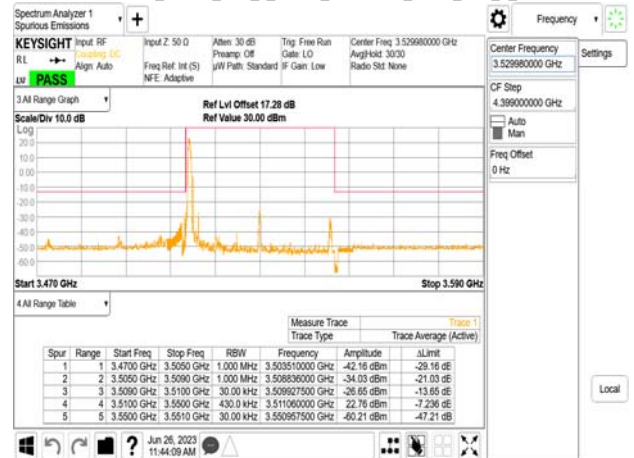 Spectrum Analyzer 1
Spurious Emissions
Frequency
KEYSIGHT Input: RF Input Z: 50 Ω Atten: 30 dB Trig: Free Run Center Freq: 3.529980000 GHz
RL Coupling: DC Preamp: Off Gate: LO Avg|Hold: 30/30
Align: Auto Freq Ref: Int (S) µW Path: Standard IF Gain: Low Radio Std: None
NFE: Adaptive
PASS
Center Frequency
3.529980000 GHz
Settings
CF Step
4.399000000 GHz
Auto
Man
Freq Offset
0 Hz
3 All Range Graph
Ref Lvl Offset 17.28 dB
Scale/Div 10.0 dB Ref Value 30.00 dBm
Log
20.0
10.0
0.00
-10.0
-20.0
-30.0
-40.0
-50.0
-60.0
Start 3.470 GHz Stop 3.590 GHz
4 All Range Table
Measure Trace Trace 1
Trace Type Trace Average (Active)
Spur Range Start Freq Stop Freq RBW Frequency Amplitude ΔLimit
1 1 3.4700 GHz 3.5050 GHz 1.000 MHz 3.503510000 GHz -42.16 dBm -29.16 dB
2 2 3.5050 GHz 3.5090 GHz 1.000 MHz 3.508836000 GHz -34.03 dBm -21.03 dB
3 3 3.5090 GHz 3.5100 GHz 30.00 kHz 3.509927500 GHz -26.65 dBm -13.65 dB
4 4 3.5100 GHz 3.5500 GHz 430.0 kHz 3.511060000 GHz 22.76 dBm -7.236 dB
5 5 3.5500 GHz 3.5510 GHz 30.00 kHz 3.550957500 GHz -60.21 dBm -47.21 dB
Local
Jun 26, 2023
11:44:09 AM